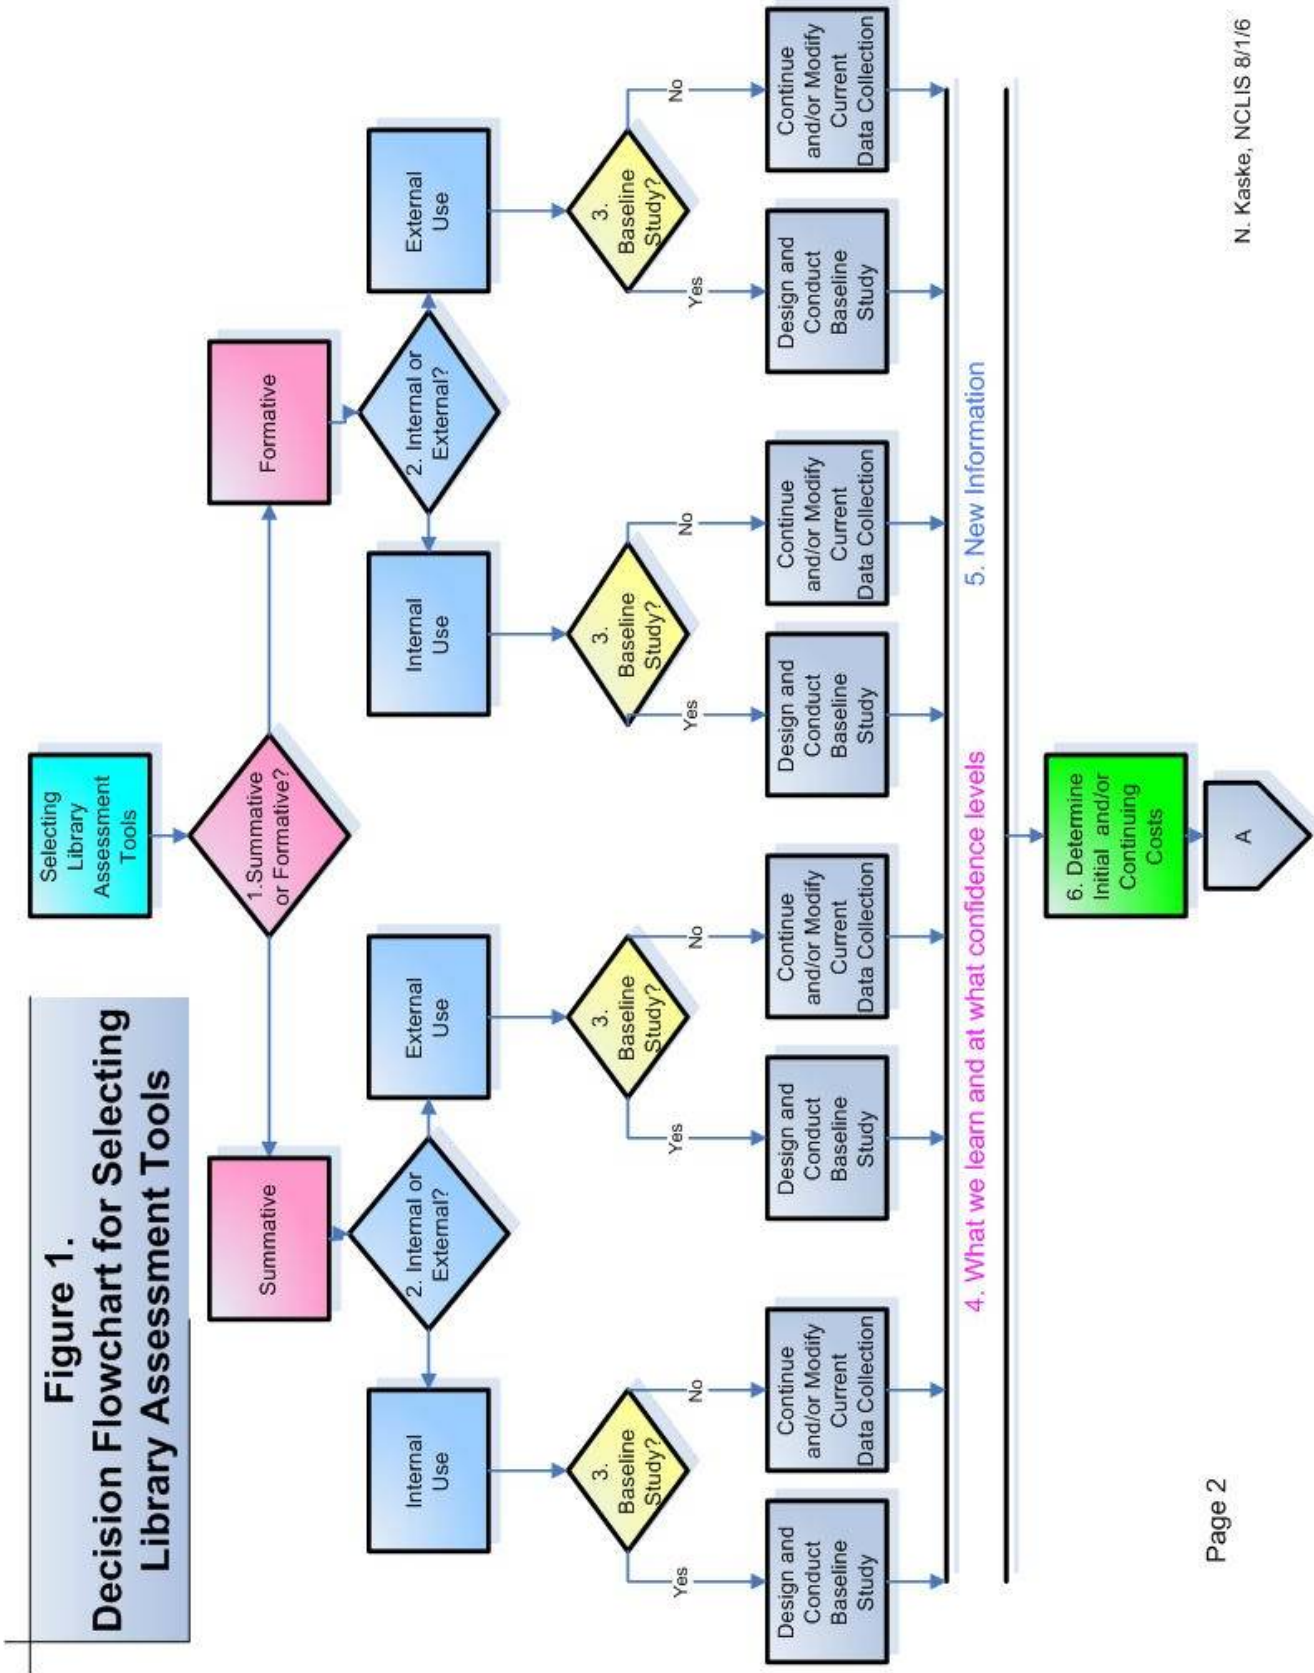 Figure 1.
Decision Flowchart for Selecting
Library Assessment Tools
Selecting
Library
Assessment
Tools
1.Summative
or Formative?
Summative
Formative
2. Internal or
External?
2. Internal or
External?
Internal
Use
External
Use
Internal
Use
External
Use
3.
Baseline
Study?
3.
Baseline
Study?
3.
Baseline
Study?
3.
Baseline
Study?
Yes
No
Yes
No
Yes
No
Yes
No
Design and
Conduct
Baseline
Study
Continue
and/or Modify
Current
Data Collection
Design and
Conduct
Baseline
Study
Continue
and/or Modify
Current
Data Collection
Design and
Conduct
Baseline
Study
Continue
and/or Modify
Current
Data Collection
Design and
Conduct
Baseline
Study
Continue
and/or Modify
Current
Data Collection
4. What we learn and at what confidence levels
5. New Information
6. Determine
Initial and/or
Continuing
Costs
A
Page 2
N. Kaske, NCLIS 8/1/6